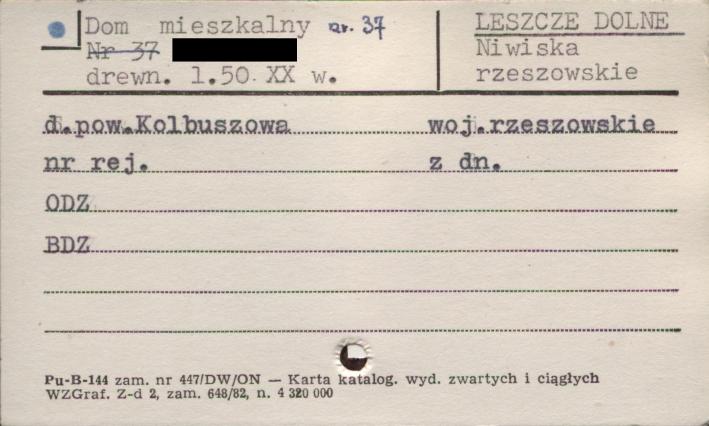 Dom mieszkalny nr. 37
Nr 37
drewn. l.50 XX w.
LESZCZE DOLNE
Niwiska
rzeszowskie
d.pow.Kolbuszowa woj.rzeszowskie
nr rej. z dn.
ODZ
BDZ
Pu-B-144 zam. nr 447/DW/ON — Karta katalog. wyd. zwartych i ciągłych
WZGraf. Z-d 2, zam. 648/82, n. 4 320 000